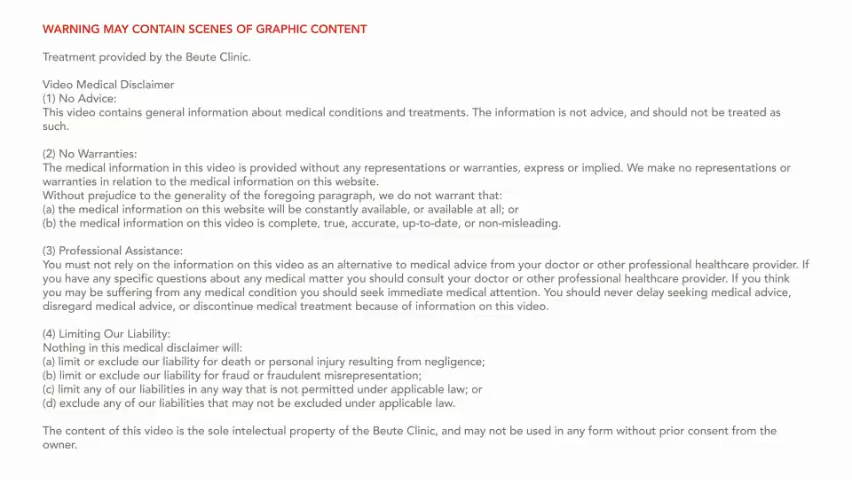 WARNING MAY CONTAIN SCENES OF GRAPHIC CONTENT
Treatment provided by the Beute Clinic.
Video Medical Disclaimer
(1) No Advice:
This video contains general information about medical conditions and treatments. The information is not advice, and should not be treated as
such.
(2) No Warranties:
The medical information in this video is provided without any representations or warranties, express or implied. We make no representations or
warranties in relation to the medical information on this website.
Without prejudice to the generality of the foregoing paragraph, we do not warrant that:
(a) the medical information on this website will be constantly available, or available at all; or
(b) the medical information on this video is complete, true, accurate, up-to-date, or non-misleading.
(3) Professional Assistance:
You must not rely on the information on this video as an alternative to medical advice from your doctor or other professional healthcare provider. If
you have any specific questions about any medical matter you should consult your doctor or other professional healthcare provider. If you think
you may be suffering from any medical condition you should seek immediate medical attention. You should never delay seeking medical advice,
disregard medical advice, or discontinue medical treatment because of information on this video.
(4) Limiting Our Liability:
Nothing in this medical disclaimer will:
(a) limit or exclude our liability for death or personal injury resulting from negligence;
(b) limit or exclude our liability for fraud or fraudulent misrepresentation;
(c) limit any of our liabilities in any way that is not permitted under applicable law; or
(d) exclude any of our liabilities that may not be excluded under applicable law.
The content of this video is the sole intelectual property of the Beute Clinic, and may not be used in any form without prior consent from the
owner.